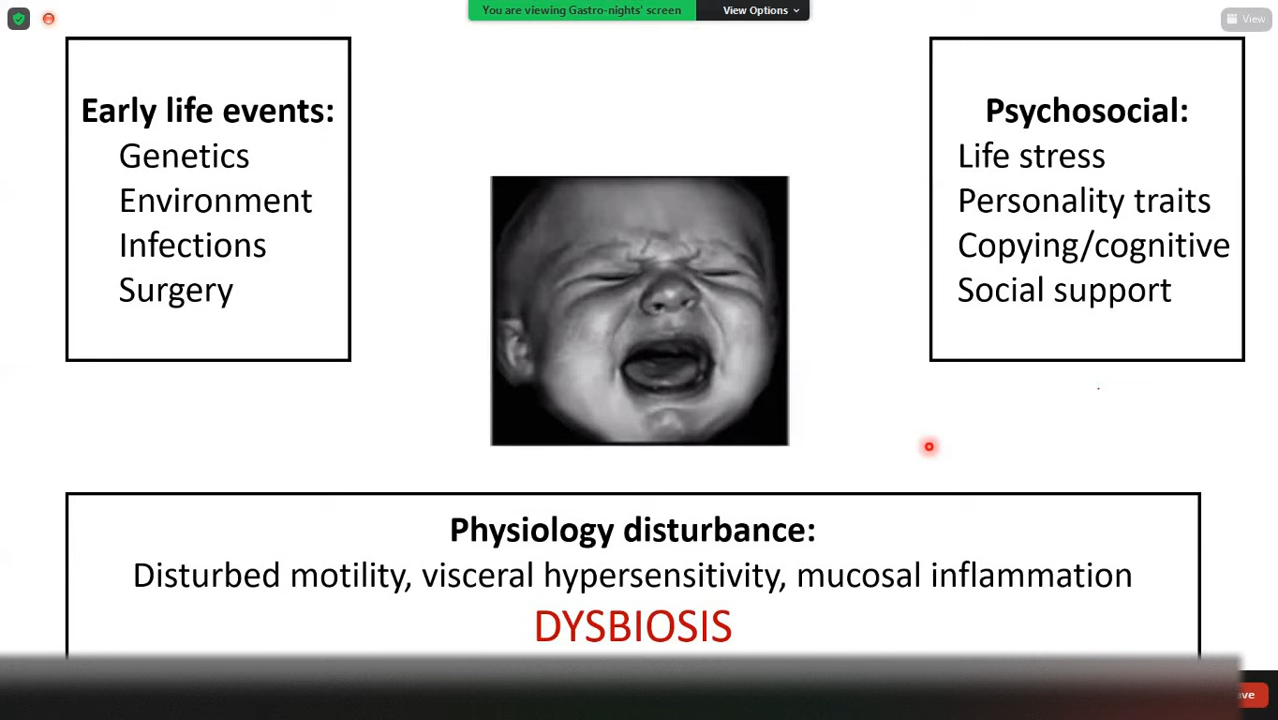 You are viewing Gastro-nights' screen
View Options
View
Early life events:
Genetics
Environment
Infections
Surgery
Psychosocial:
Life stress
Personality traits
Copying/cognitive
Social support
Physiology disturbance:
Disturbed motility, visceral hypersensitivity, mucosal inflammation
DYSBIOSIS